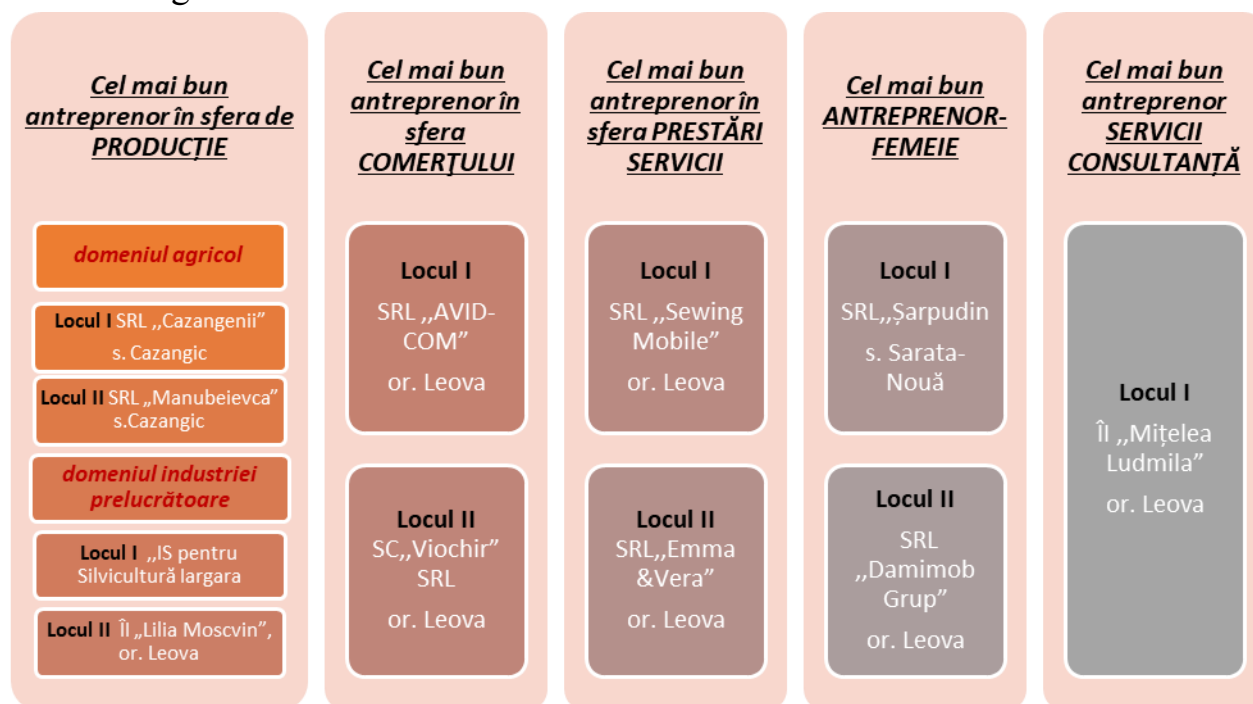 Cel mai bun
antreprenor în sfera de
PRODUCȚIE
domeniul agricol
Locul I SRL ,,Cazangenii”
s. Cazangic
Locul II SRL „Manubeievca”
s.Cazangic
domeniul industriei
prelucrătoare
Locul I ,,IS pentru
Silvicultură Iargara
Locul II ÎI „Lilia Moscvin”,
or. Leova
Cel mai bun
antreprenor în
sfera
COMERŢULUI
Locul I
SRL ,,AVID-
COM”
or. Leova
Locul II
SC,,Viochir”
SRL
or. Leova
Cel mai bun
antreprenor în
sfera PRESTĂRI
SERVICII
Locul I
SRL ,,Sewing
Mobile”
or. Leova
Locul II
SRL,,Emma
&Vera”
or. Leova
Cel mai bun
ANTREPRENOR-
FEMEIE
Locul I
SRL,,Șarpudin
s. Sarata-
Nouă
Locul II
SRL
,,Damimob
Grup”
or. Leova
Cel mai bun
antreprenor
SERVICII
CONSULTANȚĂ
Locul I
ÎI ,,Mițelea
Ludmila”
or. Leova